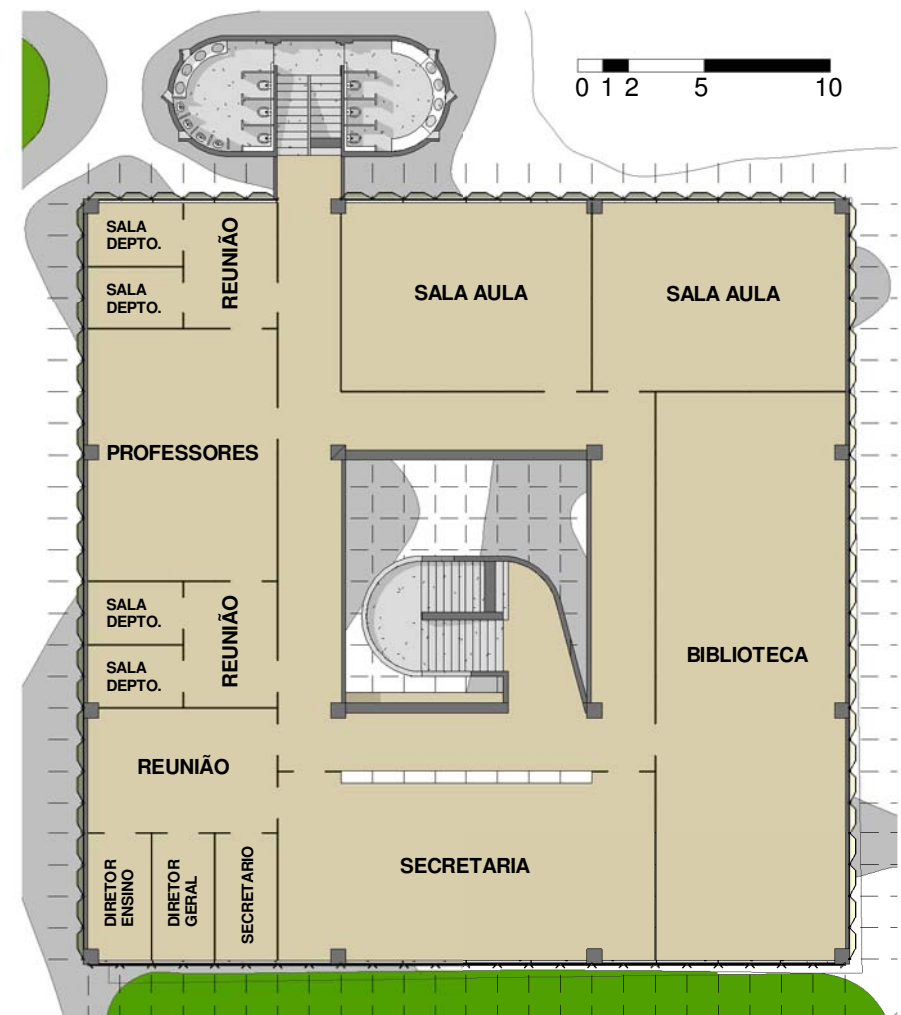 0 1 2 5 10
SALA
DEPTO.
REUNIÃO
SALA
DEPTO.
SALA AULA
SALA AULA
PROFESSORES
SALA
DEPTO.
REUNIÃO
SALA
DEPTO.
BIBLIOTECA
REUNIÃO
SECRETARIA
DIRETOR
ENSINO
DIRETOR
GERAL
SECRETARIO